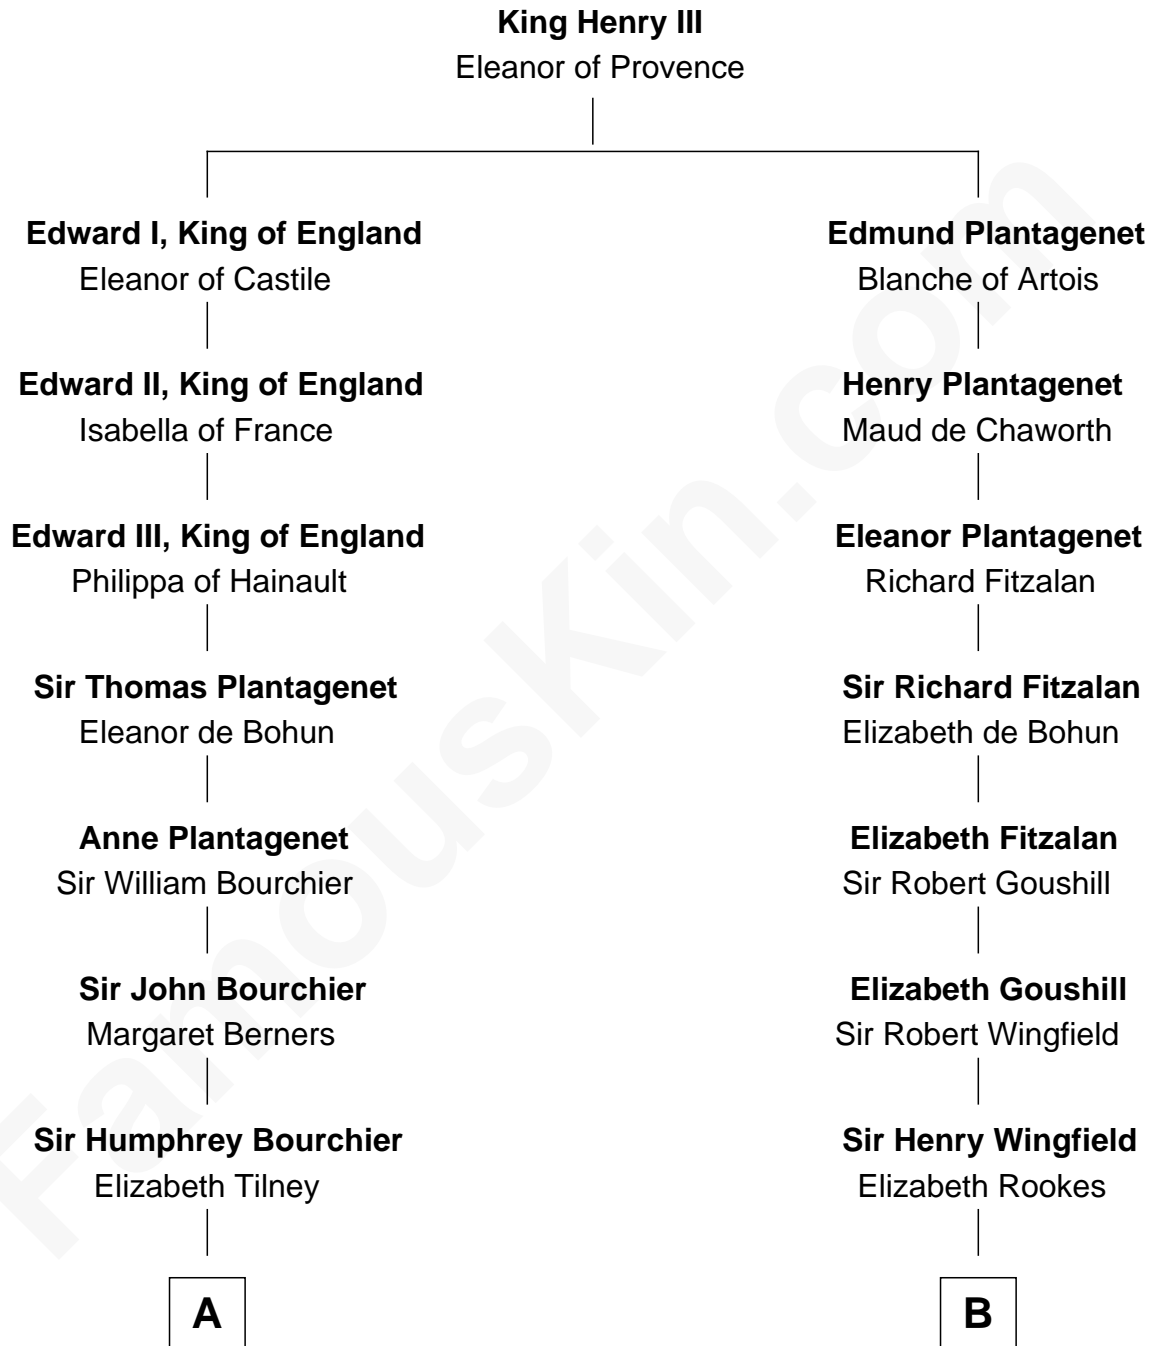 King Henry III
Eleanor of Provence
Edward I, King of England
Eleanor of Castile
Edmund Plantagenet
Blanche of Artois
Edward II, King of England
Isabella of France
Henry Plantagenet
Maud de Chaworth
Edward III, King of England
Philippa of Hainault
Eleanor Plantagenet
Richard Fitzalan
Sir Thomas Plantagenet
Eleanor de Bohun
Sir Richard Fitzalan
Elizabeth de Bohun
Anne Plantagenet
Sir William Bourchier
Elizabeth Fitzalan
Sir Robert Goushill
Sir John Bourchier
Margaret Berners
Elizabeth Goushill
Sir Robert Wingfield
Sir Humphrey Bourchier
Elizabeth Tilney
Sir Henry Wingfield
Elizabeth Rookes
A
B
FamousKin.com